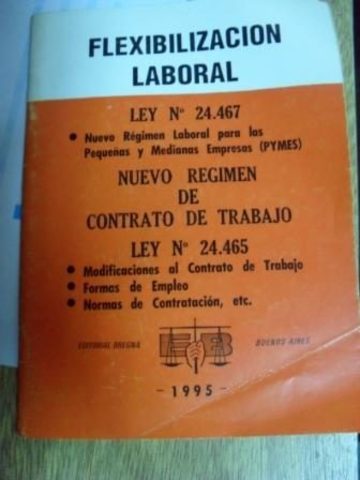 FLEXIBILIZACION
LABORAL
LEY Nº 24.467
● Nuevo Régimen Laboral para las
Pequeñas y Medianas Empresas (PYMES)
NUEVO REGIMEN
DE
CONTRATO DE TRABAJO
LEY Nº 24.465
● Modificaciones al Contrato de Trabajo
● Formas de Empleo
● Normas de Contratación, etc.
EDITORIAL BREGNA EB BUENOS AIRES
- 1995 -